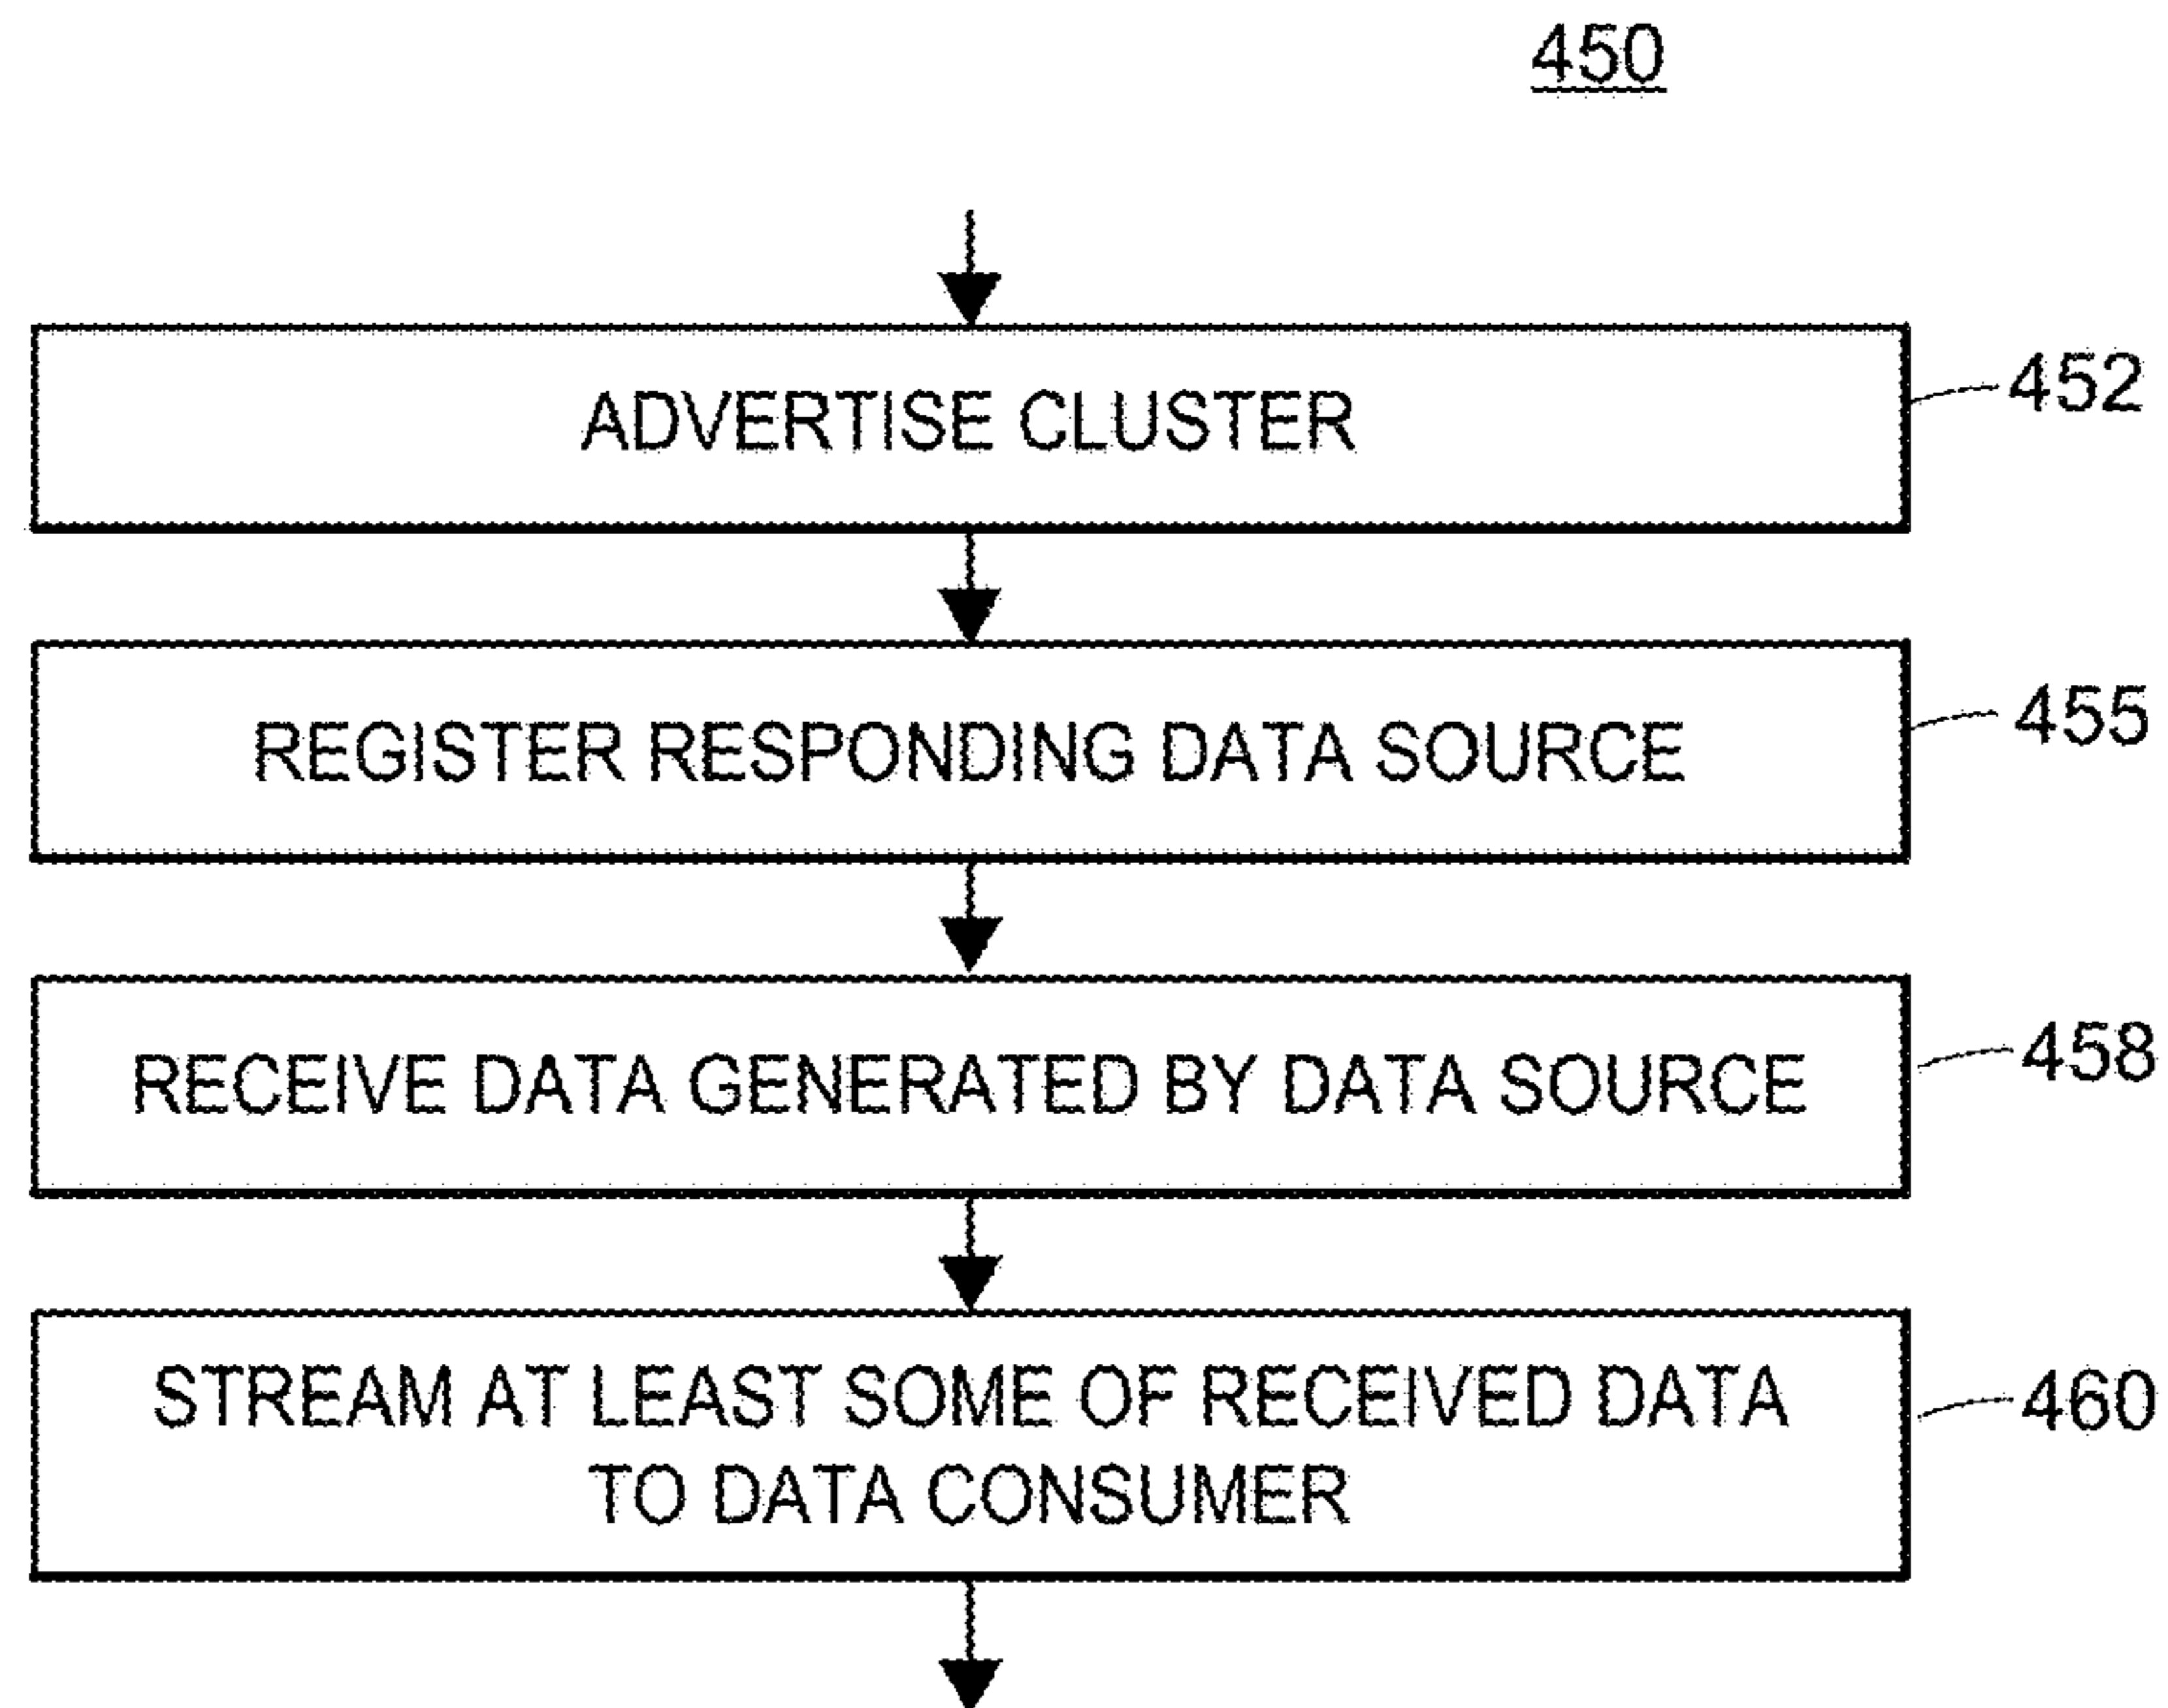 450
ADVERTISE CLUSTER
452
REGISTER RESPONDING DATA SOURCE
455
RECEIVE DATA GENERATED BY DATA SOURCE
458
STREAM AT LEAST SOME OF RECEIVED DATA
TO DATA CONSUMER
460